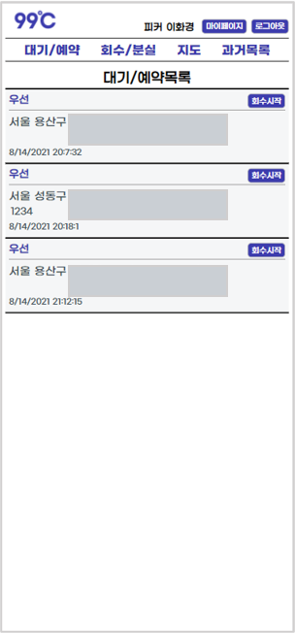 99℃
피커 이화경 마이페이지 로그아웃
대기/예약 회수/분실 지도 과거목록
대기/예약목록
우선 회수시작
서울 용산구
8/14/2021 20:7:32
우선 회수시작
서울 성동구
1234
8/14/2021 20:18:1
우선 회수시작
서울 용산구
8/14/2021 21:12:15